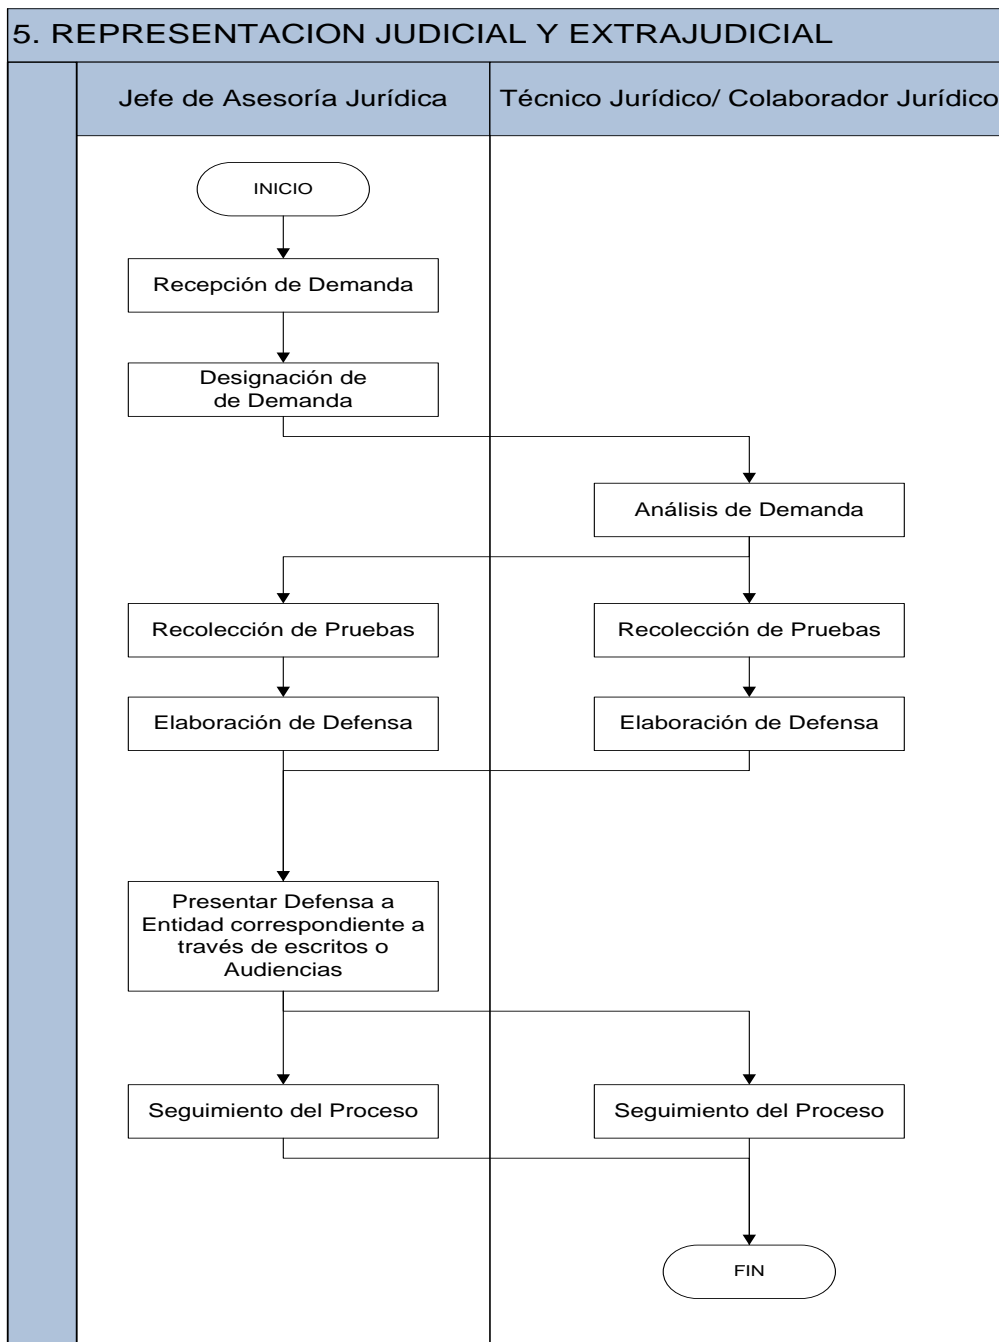 5. REPRESENTACION JUDICIAL Y EXTRAJUDICIAL
Jefe de Asesoría Jurídica
Técnico Jurídico/ Colaborador Jurídico
INICIO
Recepción de Demanda
Designación de
de Demanda
Análisis de Demanda
Recolección de Pruebas
Recolección de Pruebas
Elaboración de Defensa
Elaboración de Defensa
Presentar Defensa a
Entidad correspondiente a
través de escritos o
Audiencias
Seguimiento del Proceso
Seguimiento del Proceso
FIN